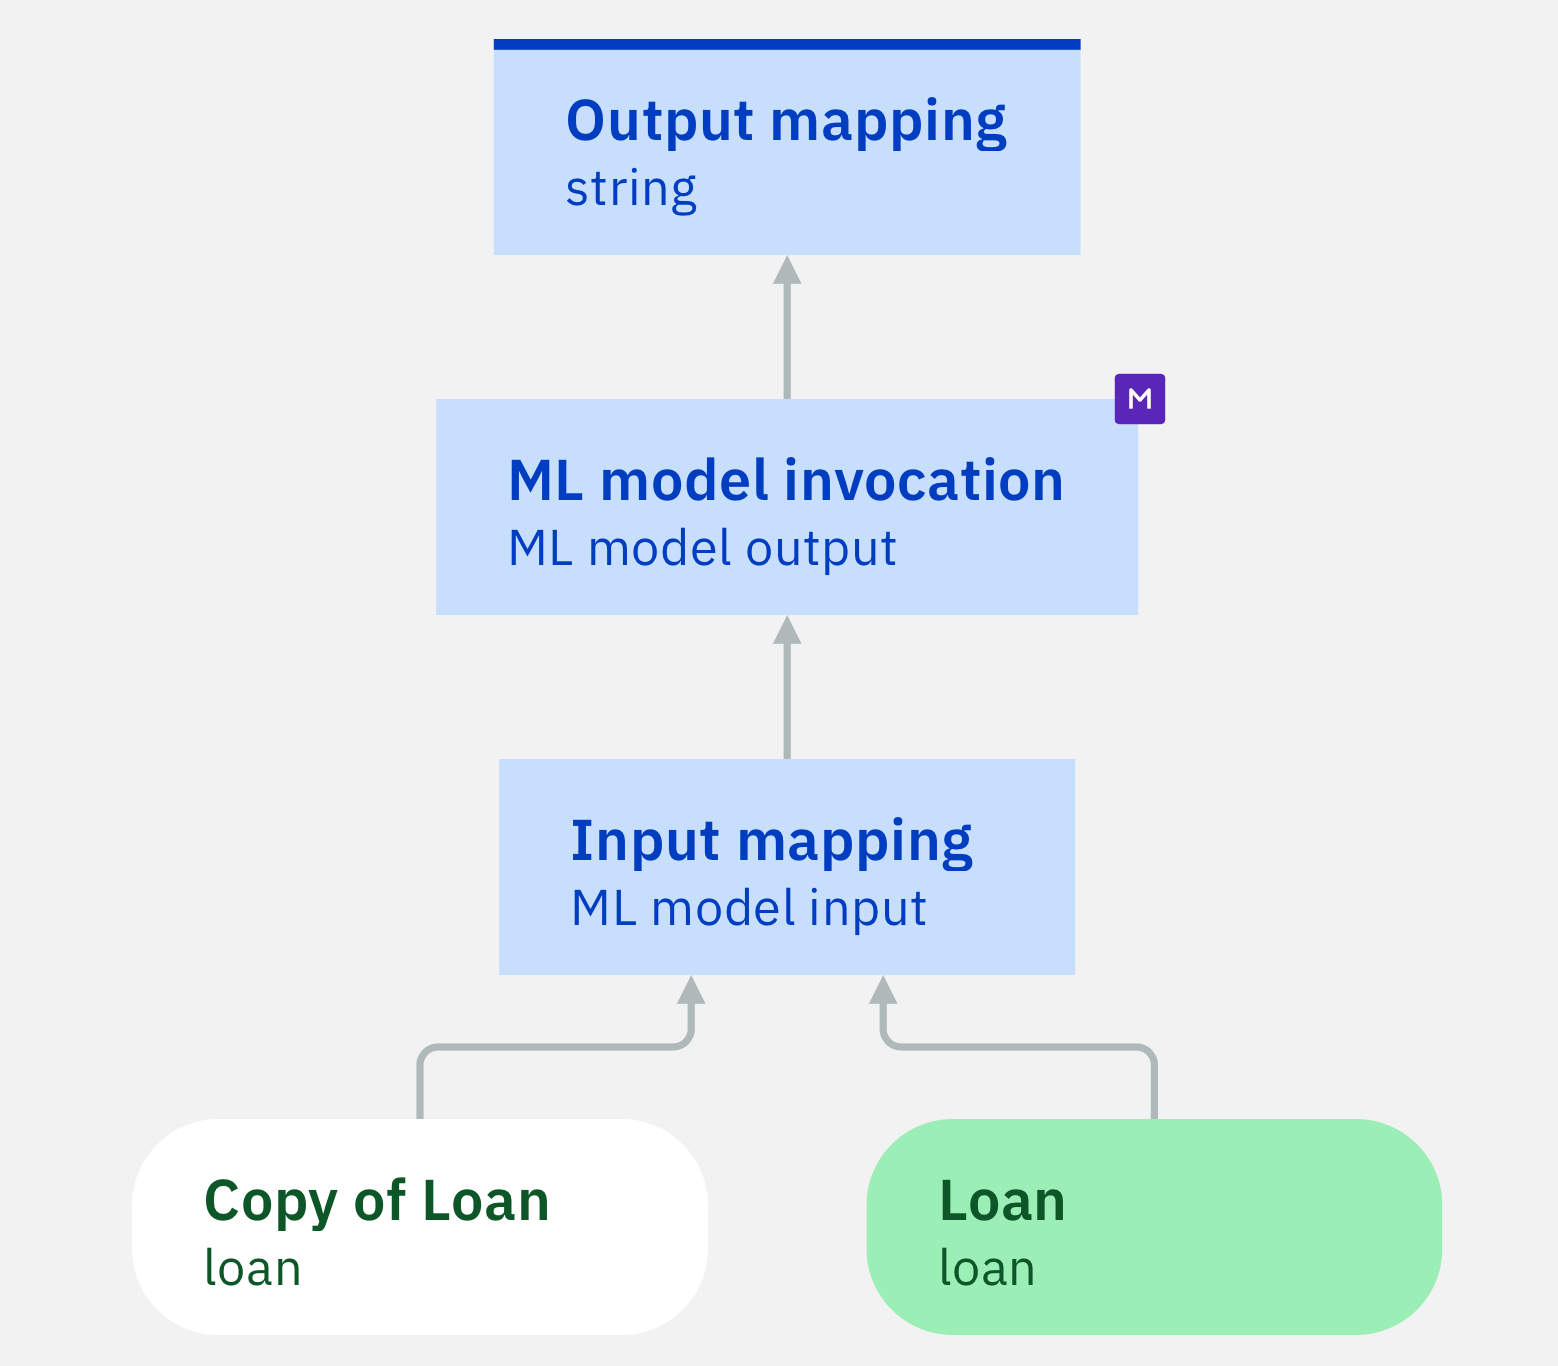 Output mapping
string
M
ML model invocation
ML model output
Input mapping
ML model input
Copy of Loan
loan
Loan
loan